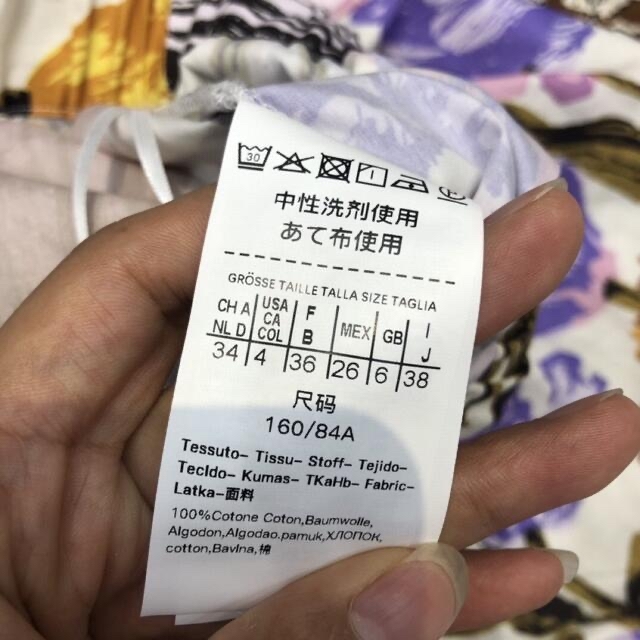 30
中性洗剤使用
あて布使用
GRÖSSE TAILLE TALLA SIZE TAGLIA
CH A NL D USA CA COL F B MEX GB I J
34 4 36 26 6 38
尺码
160/84A
Tessuto- Tissu- Stoff- Tejido-
Tecldo- Kumas- TKaHb- Fabric-
Latka-面料
100%Cotone Coton,Baumwolle,
Algodon,Algodao.pamuk,ХЛОПОК,
cotton,Bavlna,棉